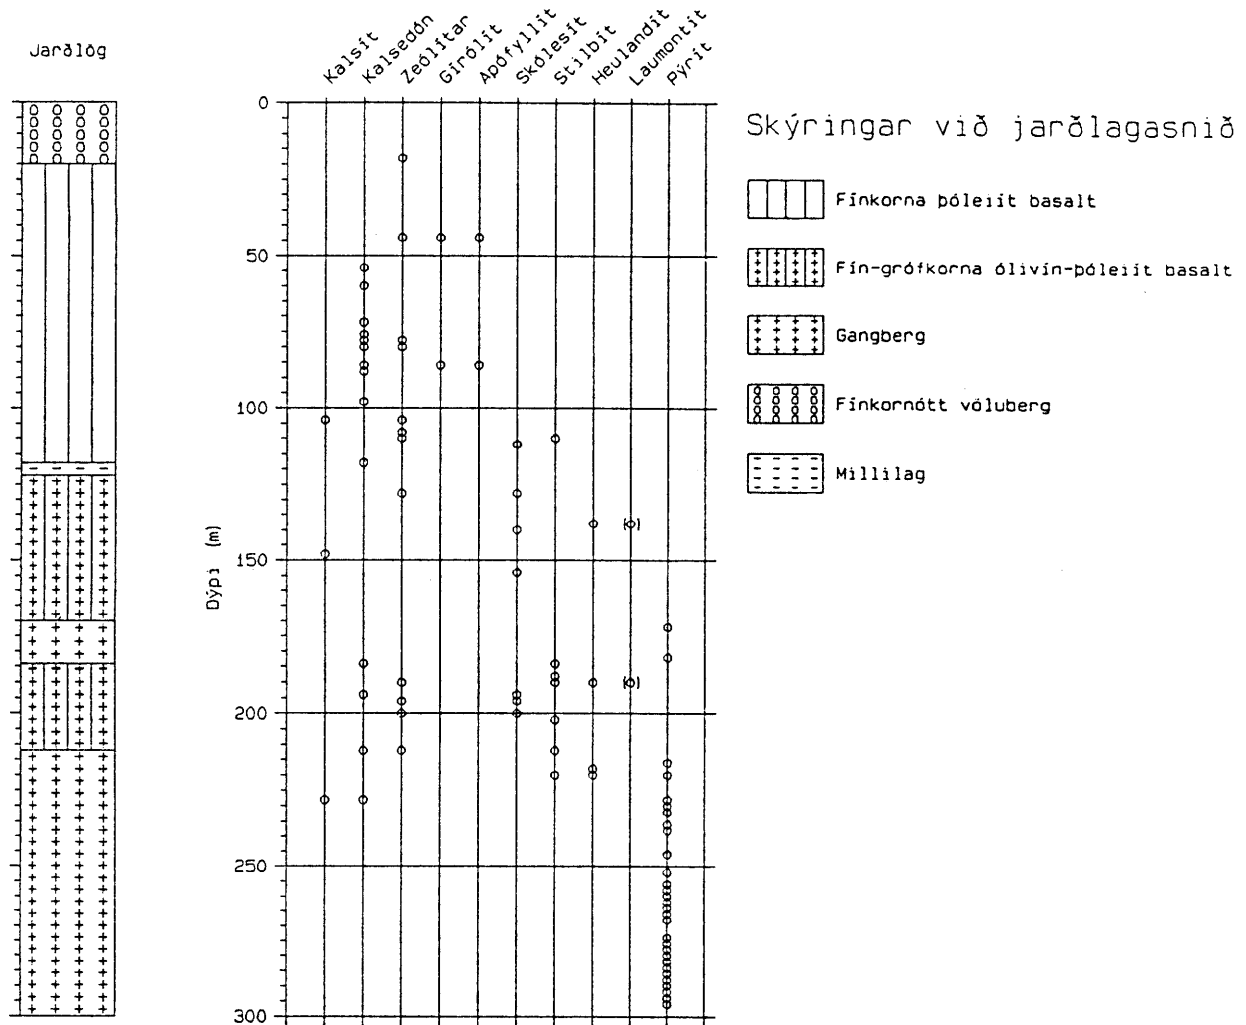 Jarðlög
Kalsít
Kalsedón
Zeólítar
Gírólít
Apófyllít
Skólesít
Stilbít
Heulandít
Laumontít
Pýrít
Dýpi (m)
0
50
100
150
200
250
300
Skýringar við jarðlagasnið
Fínkorna þóleiít basalt
Fín-grófkorna ólivín-þóleiít basalt
Gangberg
Fínkornótt völuberg
Millilag